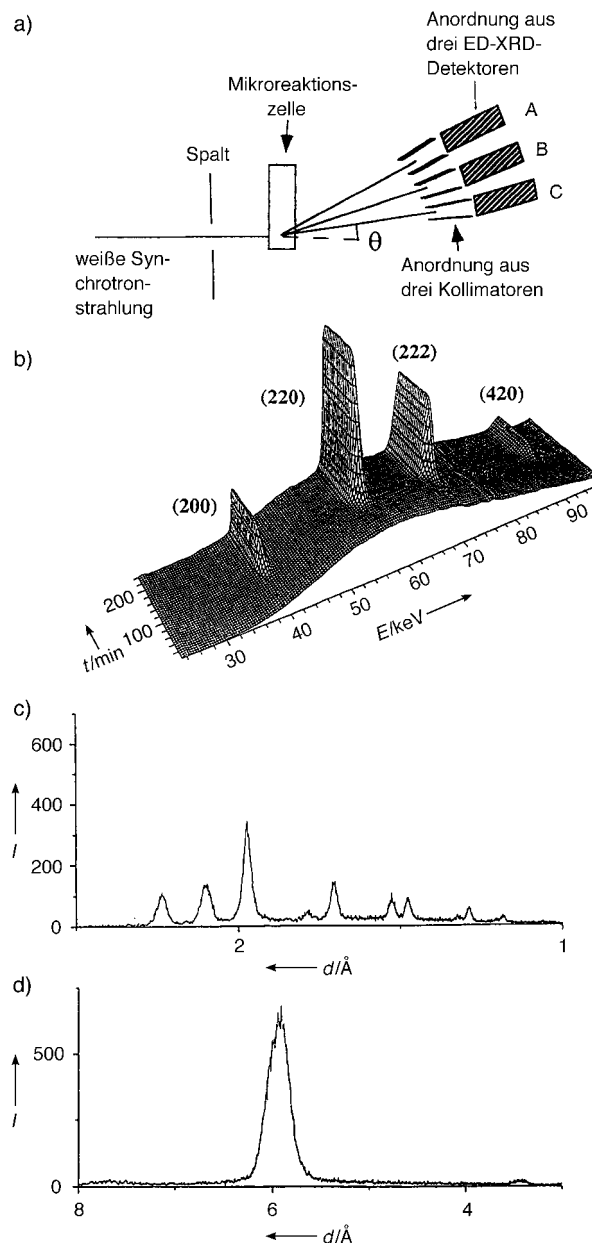 a)
Anordnung aus
drei ED-XRD-
Detektoren
Mikroreaktions-
zelle
Spalt
A
B
C
θ
weiße Syn-
chrotron-
strahlung
Anordnung aus
drei Kollimatoren
b)
(220)
(222)
(420)
(200)
200
100
t/min
30
40
50
60
70
80
90
E/keV
c)
600
400
200
0
I
2
1
d/Å
d)
500
0
I
8
6
4
d/Å